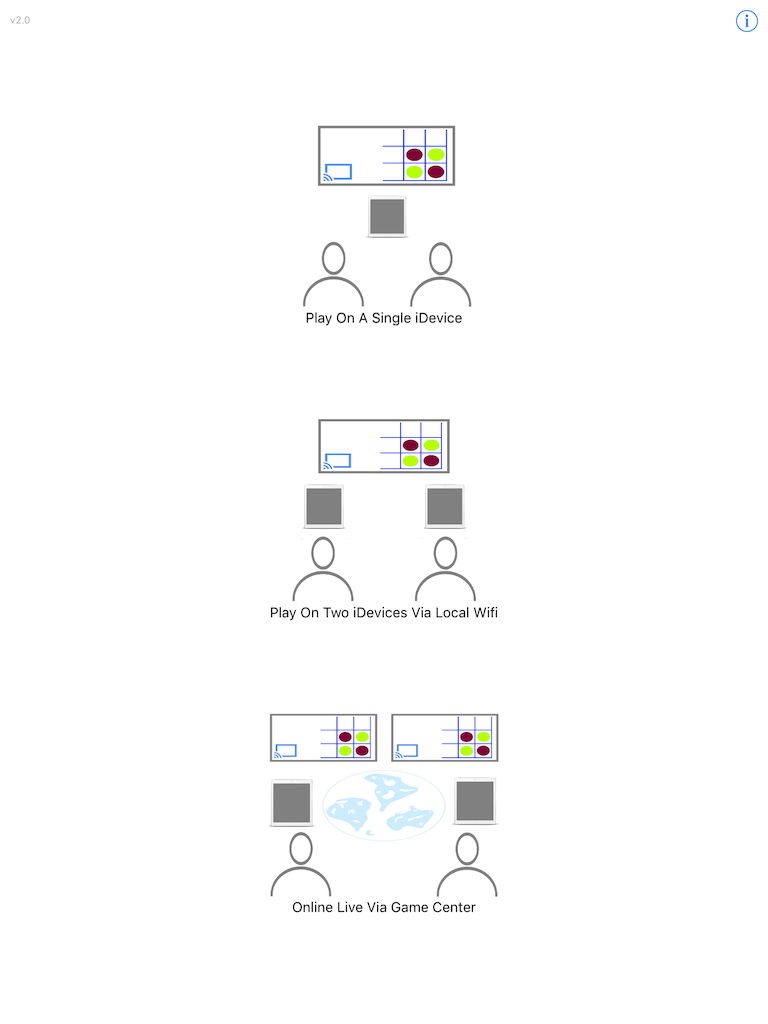 v2.0
Play On A Single iDevice
Play On Two iDevices Via Local Wifi
Online Live Via Game Center